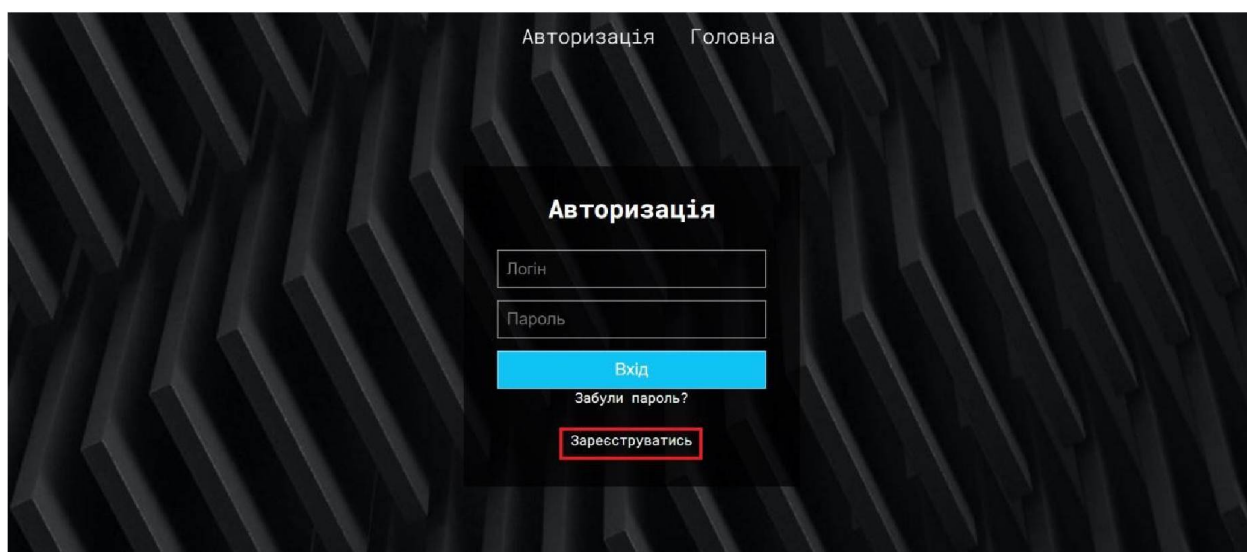 Авторизація Головна
Авторизація
Логін
Пароль
Вхід
Забули пароль?
Зареєструватись